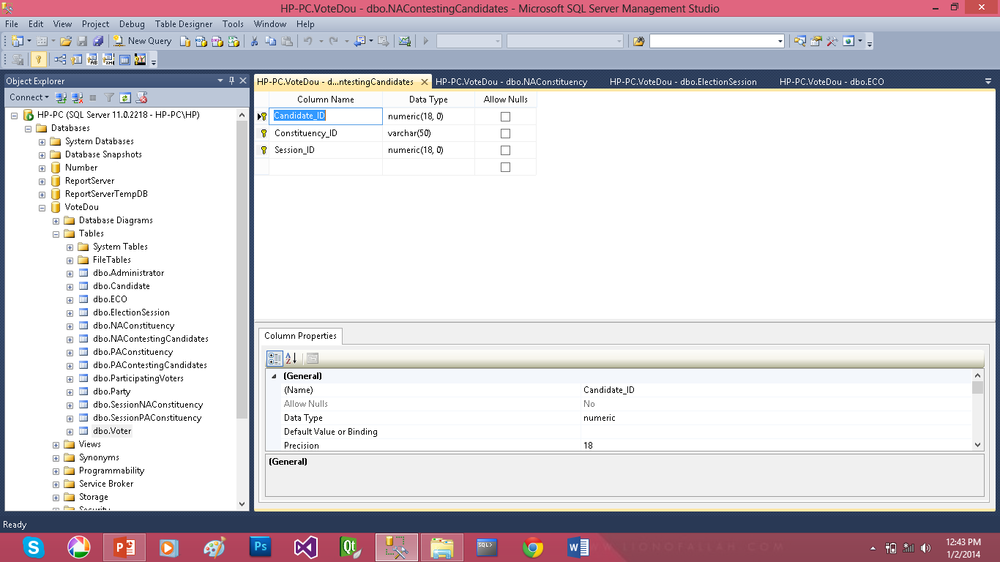 HP-PC.VoteDou - dbo.NAContestingCandidates - Microsoft SQL Server Management Studio
File Edit View Project Debug Table Designer Tools Window Help
New Query
Object Explorer
Connect
HP-PC (SQL Server 11.0.2218 - HP-PC\HP)
Databases
System Databases
Database Snapshots
Number
ReportServer
ReportServerTempDB
VoteDou
Database Diagrams
Tables
System Tables
FileTables
dbo.Administrator
dbo.Candidate
dbo.ECO
dbo.ElectionSession
dbo.NAConstituency
dbo.NAContestingCandidates
dbo.PAConstituency
dbo.PAContestingCandidates
dbo.ParticipatingVoters
dbo.Party
dbo.SessionNAConstituency
dbo.SessionPAConstituency
dbo.Voter
Views
Synonyms
Programmability
Service Broker
Storage
Security
HP-PC.VoteDou - d...ntestingCandidates HP-PC.VoteDou - dbo.NAConstituency HP-PC.VoteDou - dbo.ElectionSession HP-PC.VoteDou - dbo.ECO
Column Name Data Type Allow Nulls
Candidate_ID numeric(18, 0)
Constituency_ID varchar(50)
Session_ID numeric(18, 0)
Column Properties
(General)
(Name) Candidate_ID
Allow Nulls No
Data Type numeric
Default Value or Binding
Precision 18
(General)
Ready
12:43 PM
1/2/2014